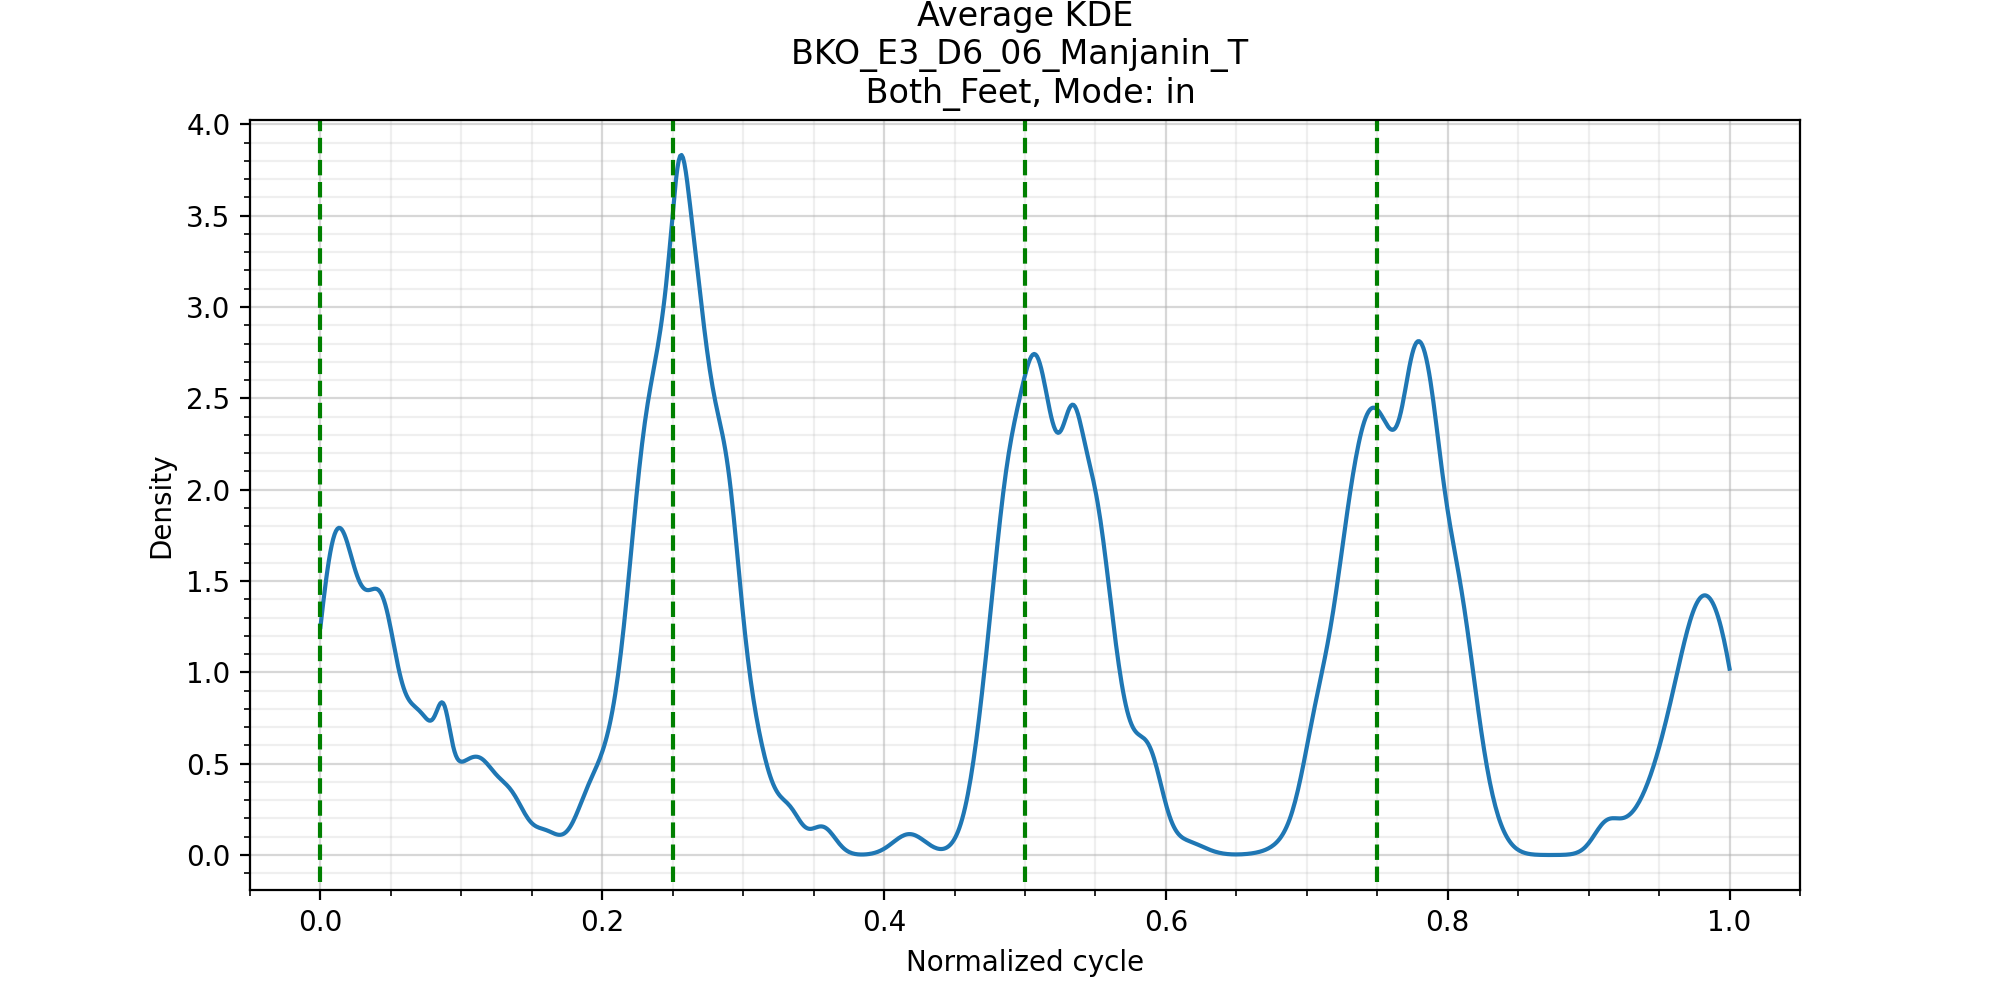 Average KDE
BKO_E3_D6_06_Manjanin_T
Both_Feet, Mode: in
4.0
3.5
3.0
2.5
2.0
1.5
1.0
0.5
0.0
Density
0.0 0.2 0.4 0.6 0.8 1.0
Normalized cycle